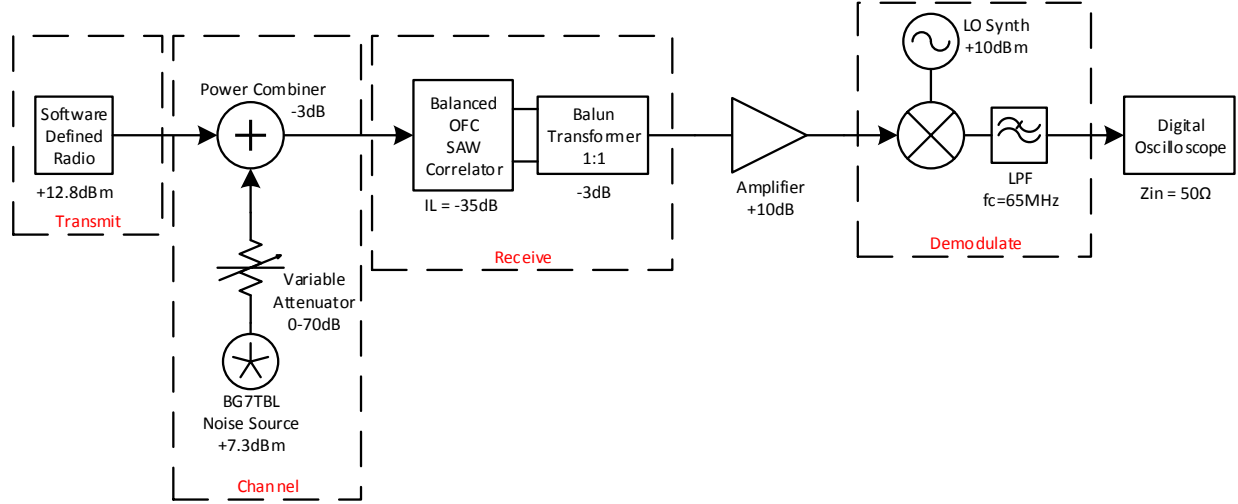 Software
Defined
Radio
+12.8dBm
Transmit
Power Combiner
-3dB
Variable
Attenuator
0-70dB
BG7TBL
Noise Source
+7.3dBm
Channel
Balanced
OFC
SAW
Correlator
IL = -35dB
Balun
Transformer
1:1
-3dB
Receive
Amplifier
+10dB
LO Synth
+10dBm
LPF
fc=65MHz
Demodulate
Digital
Oscilloscope
Zin = 50Ω